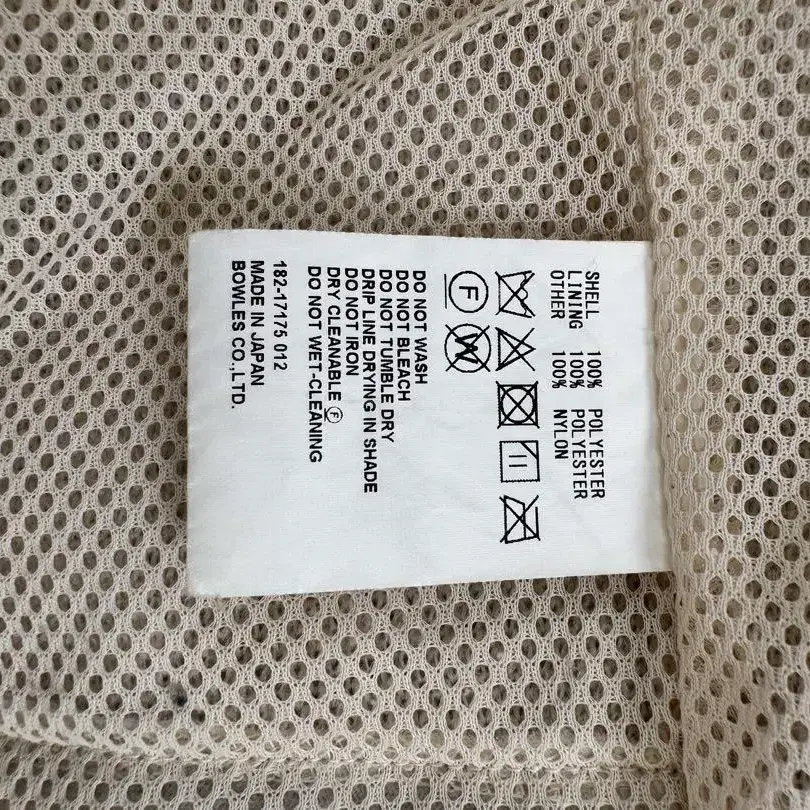 SHELL 100% POLYESTER
LINING 100% POLYESTER
OTHER 100% NYLON
F W
DO NOT WASH
DO NOT BLEACH
DO NOT TUMBLE DRY
DRIP LINE DRYING IN SHADE
DO NOT IRON
DRY CLEANABLE Ⓕ
DO NOT WET-CLEANING
182-17175 012
MADE IN JAPAN
BOWLES CO.,LTD.